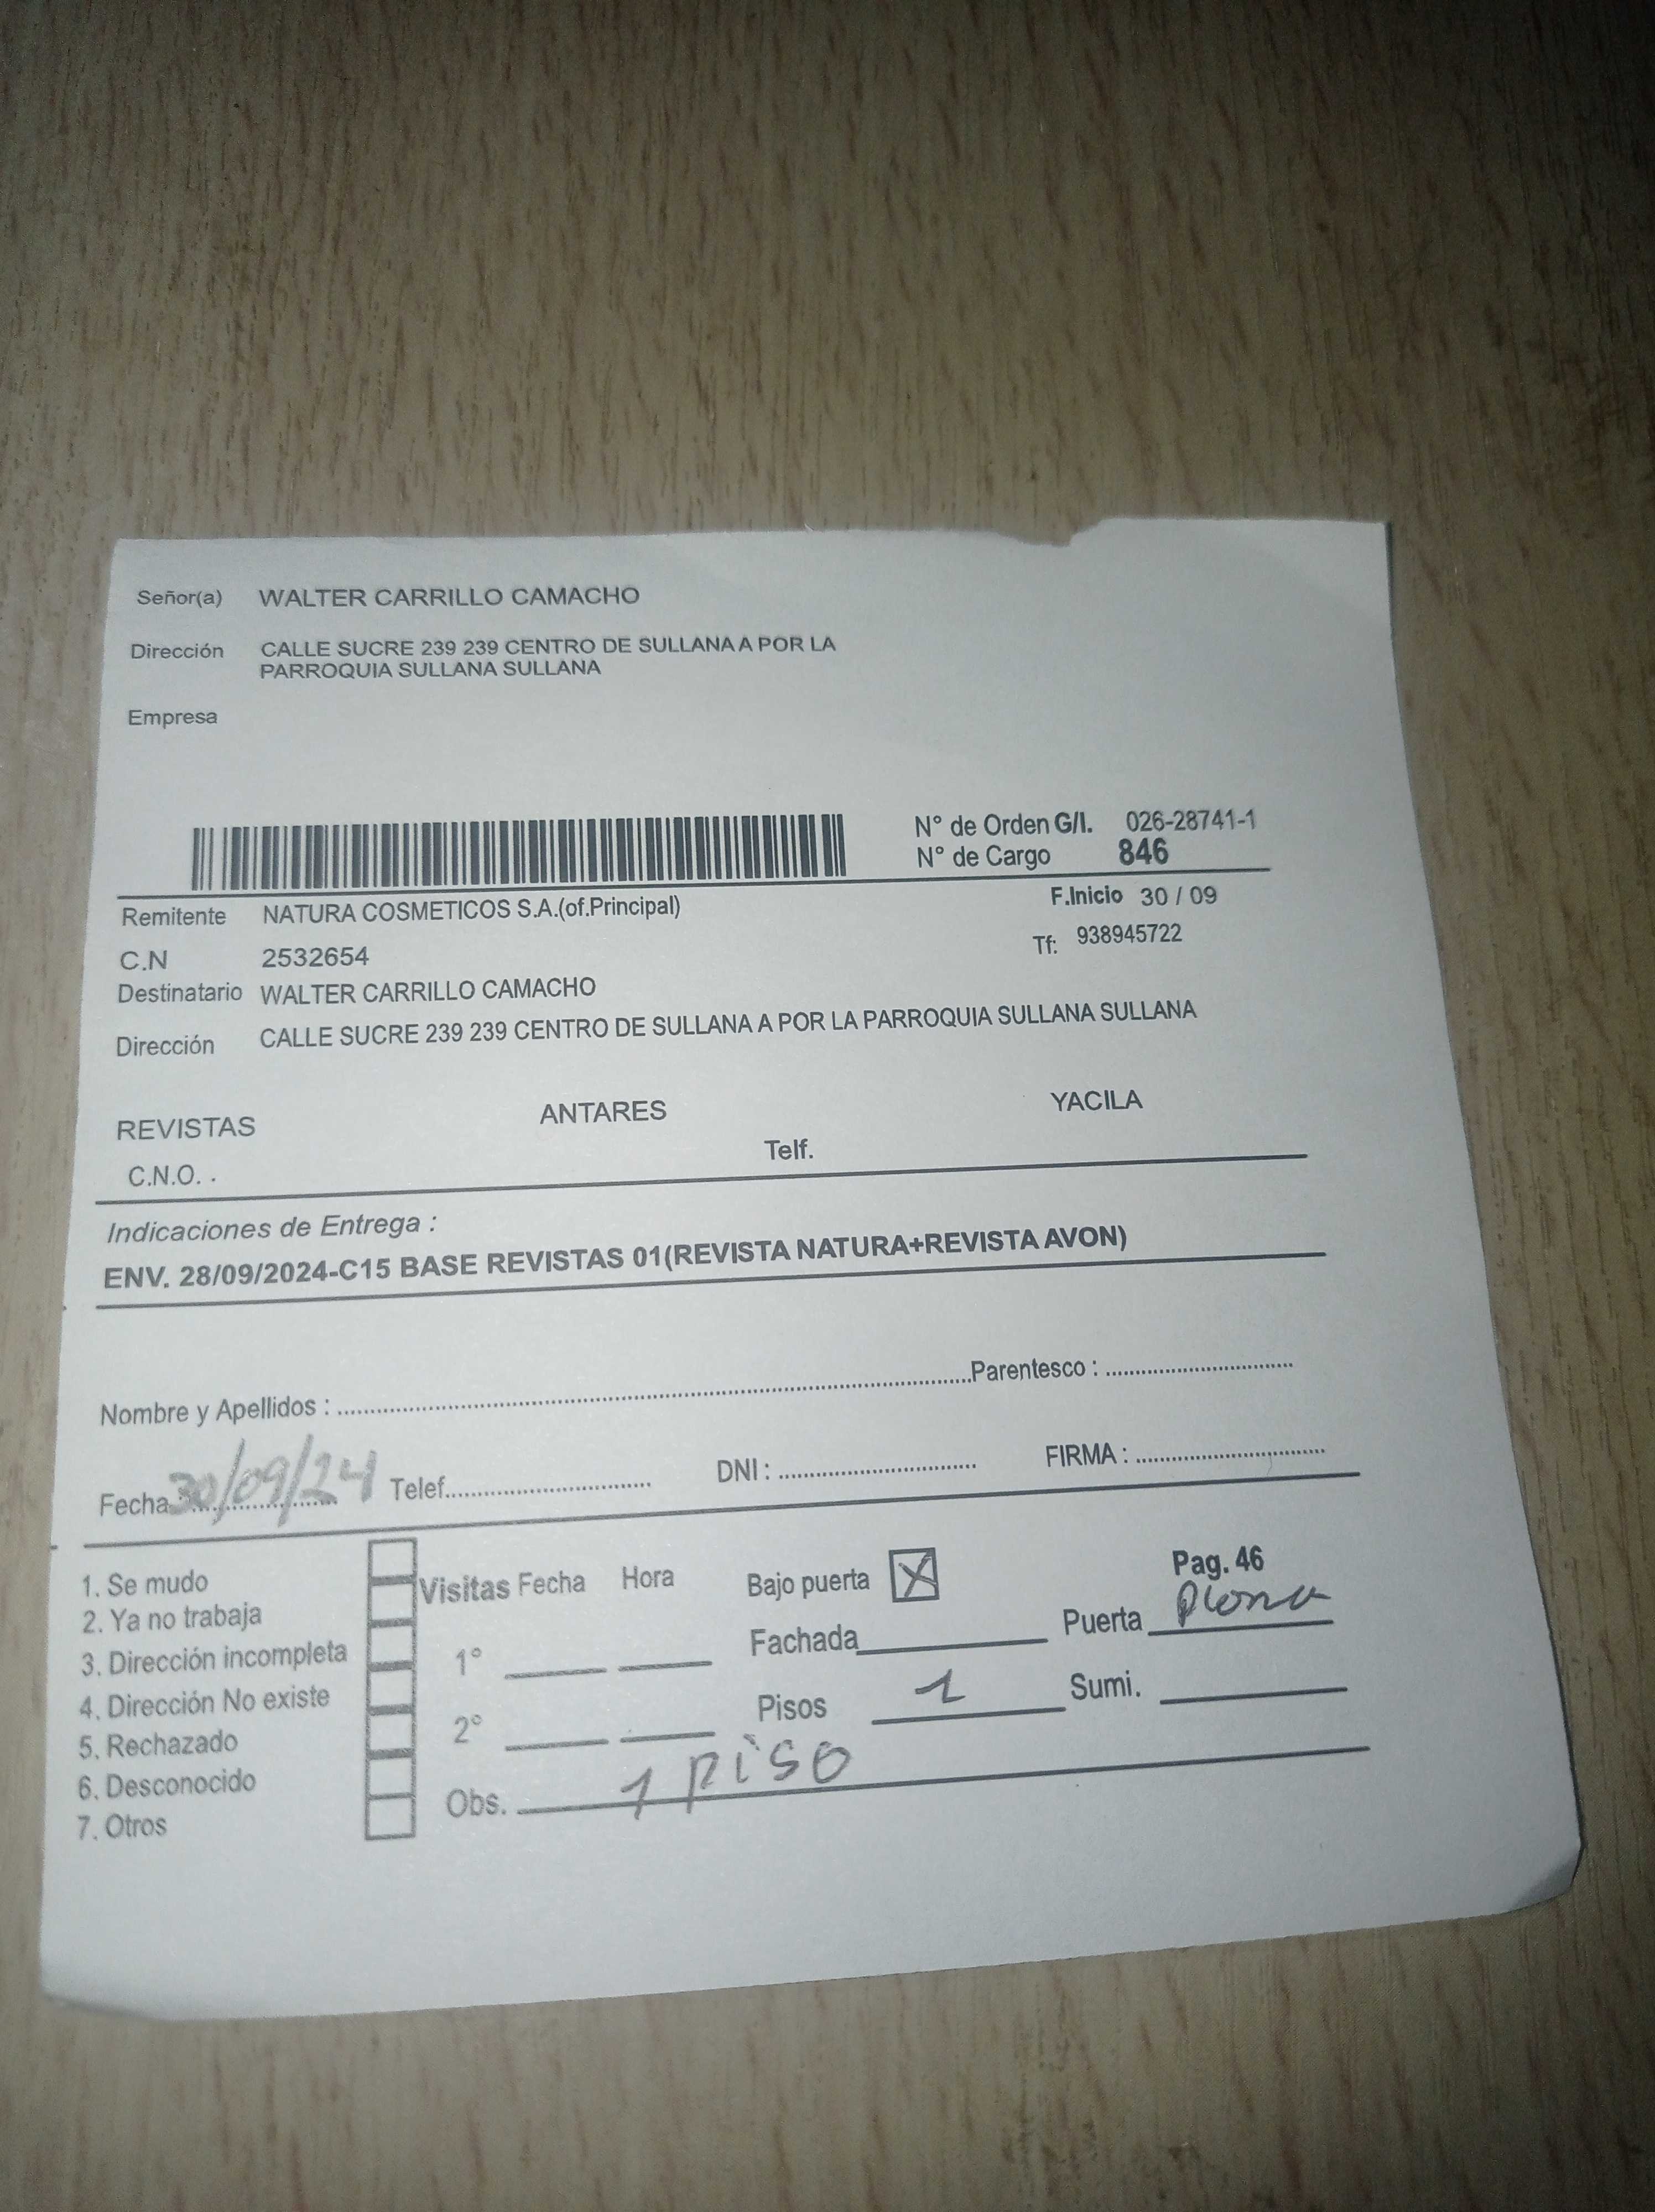 Señor(a) WALTER CARRILLO CAMACHO
Dirección CALLE SUCRE 239 239 CENTRO DE SULLANA A POR LA
PARROQUIA SULLANA SULLANA
Empresa
N° de Orden G/I. 026-28741-1
N° de Cargo 846
Remitente NATURA COSMETICOS S.A.(of.Principal) F.Inicio 30 / 09
C.N 2532654 Tf: 938945722
Destinatario WALTER CARRILLO CAMACHO
Dirección CALLE SUCRE 239 239 CENTRO DE SULLANA A POR LA PARROQUIA SULLANA SULLANA
REVISTAS ANTARES YACILA
C.N.O. . Telf.
Indicaciones de Entrega :
ENV. 28/09/2024-C15 BASE REVISTAS 01(REVISTA NATURA+REVISTA AVON)
Nombre y Apellidos : Parentesco :
Fecha : 30/09/24 Telef. DNI : FIRMA :
1. Se mudo
2. Ya no trabaja
3. Dirección incompleta
4. Dirección No existe
5. Rechazado
6. Desconocido
7. Otros
Visitas Fecha Hora
1°
2°
Obs. 1 piso
Bajo puerta X Pag. 46
Fachada Puerta
Pisos 1 Sumi.